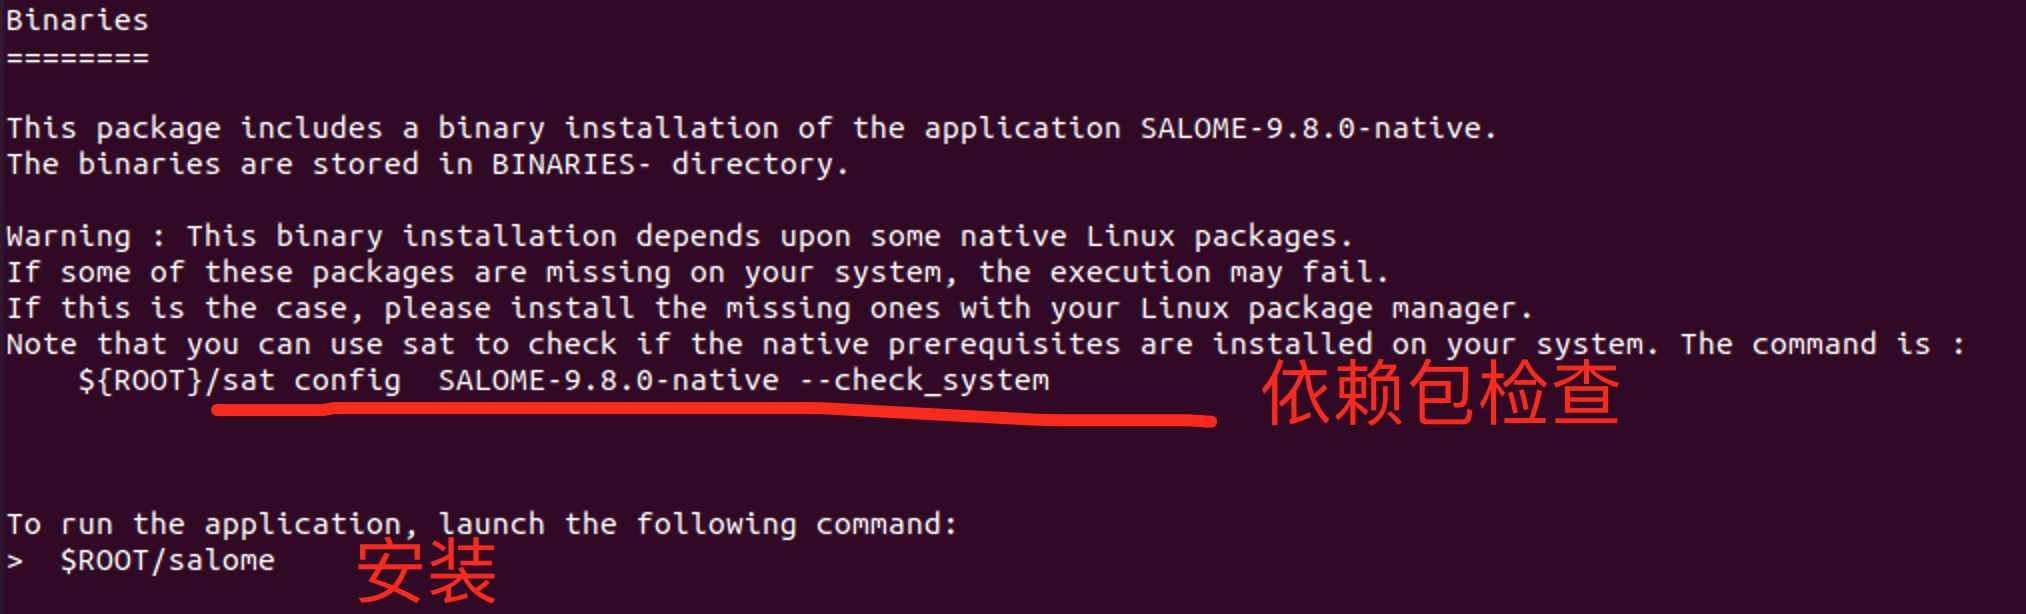 Binaries
========
This package includes a binary installation of the application SALOME-9.8.0-native.
The binaries are stored in BINARIES- directory.
Warning : This binary installation depends upon some native Linux packages.
If some of these packages are missing on your system, the execution may fail.
If this is the case, please install the missing ones with your Linux package manager.
Note that you can use sat to check if the native prerequisites are installed on your system. The command is :
${ROOT}/sat config  SALOME-9.8.0-native --check_system
依赖包检查
To run the application, launch the following command:
>  $ROOT/salome
安装